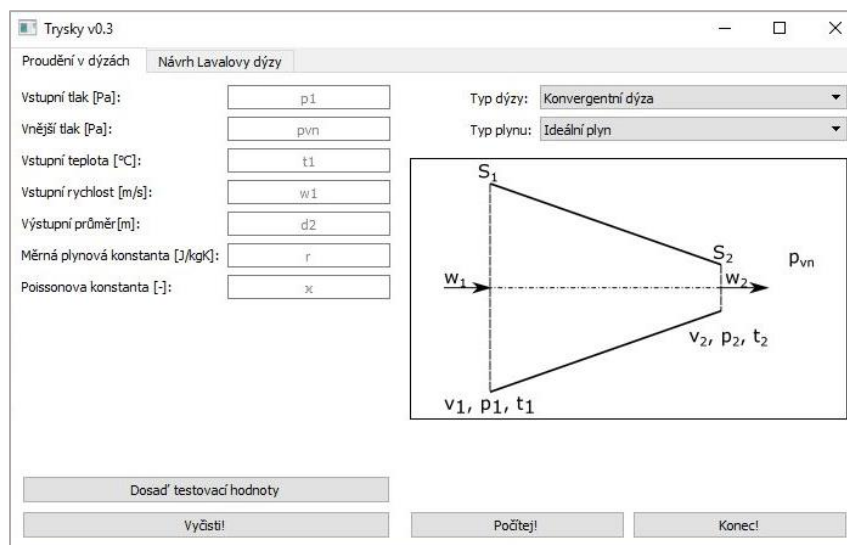 Trysky v0.3
Proudění v dýzách
Návrh Lavalovy dýzy
Vstupní tlak [Pa]: p1
Vnější tlak [Pa]: pvn
Vstupní teplota [°C]: t1
Vstupní rychlost [m/s]: w1
Výstupní průměr[m]: d2
Měrná plynová konstanta [J/kgK]: r
Poissonova konstanta [-]: ϰ
Typ dýzy: Konvergentní dýza
Typ plynu: Ideální plyn
S1
S2
pvn
w1
w2
v2, p2, t2
v1, p1, t1
Dosaď testovací hodnoty
Vyčisti!
Počítej!
Konec!